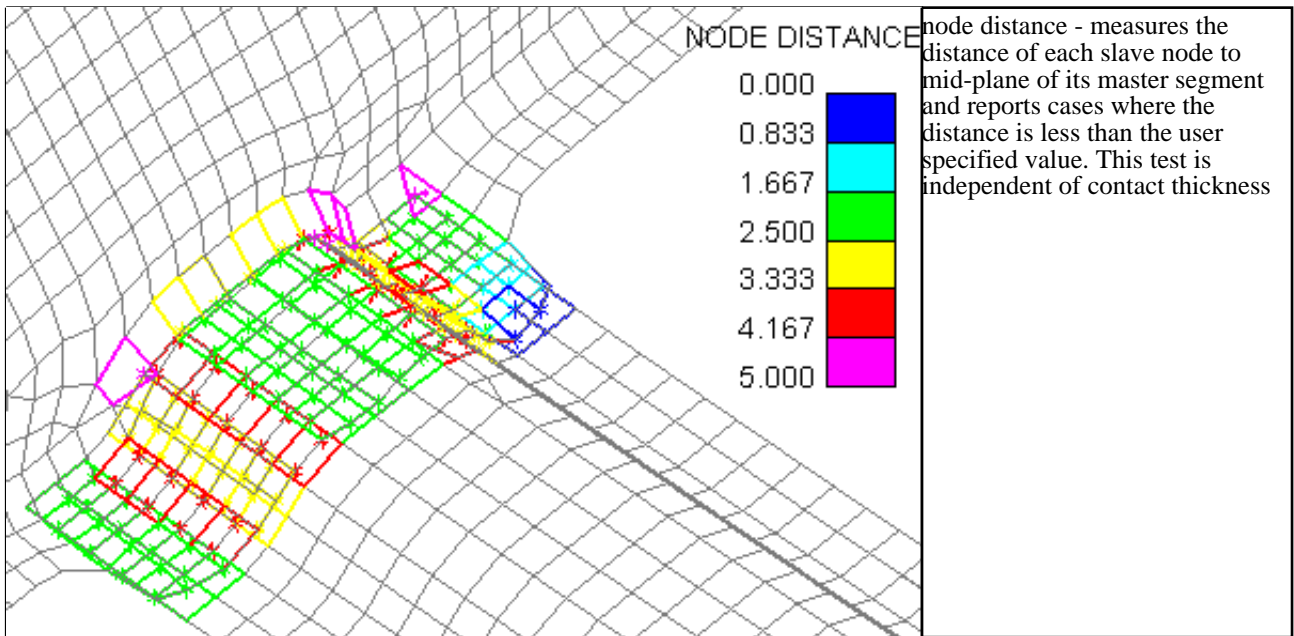 NODE DISTANCE
0.000
0.833
1.667
2.500
3.333
4.167
5.000
node distance - measures the
distance of each slave node to
mid-plane of its master segment
and reports cases where the
distance is less than the user
specified value. This test is
independent of contact thickness